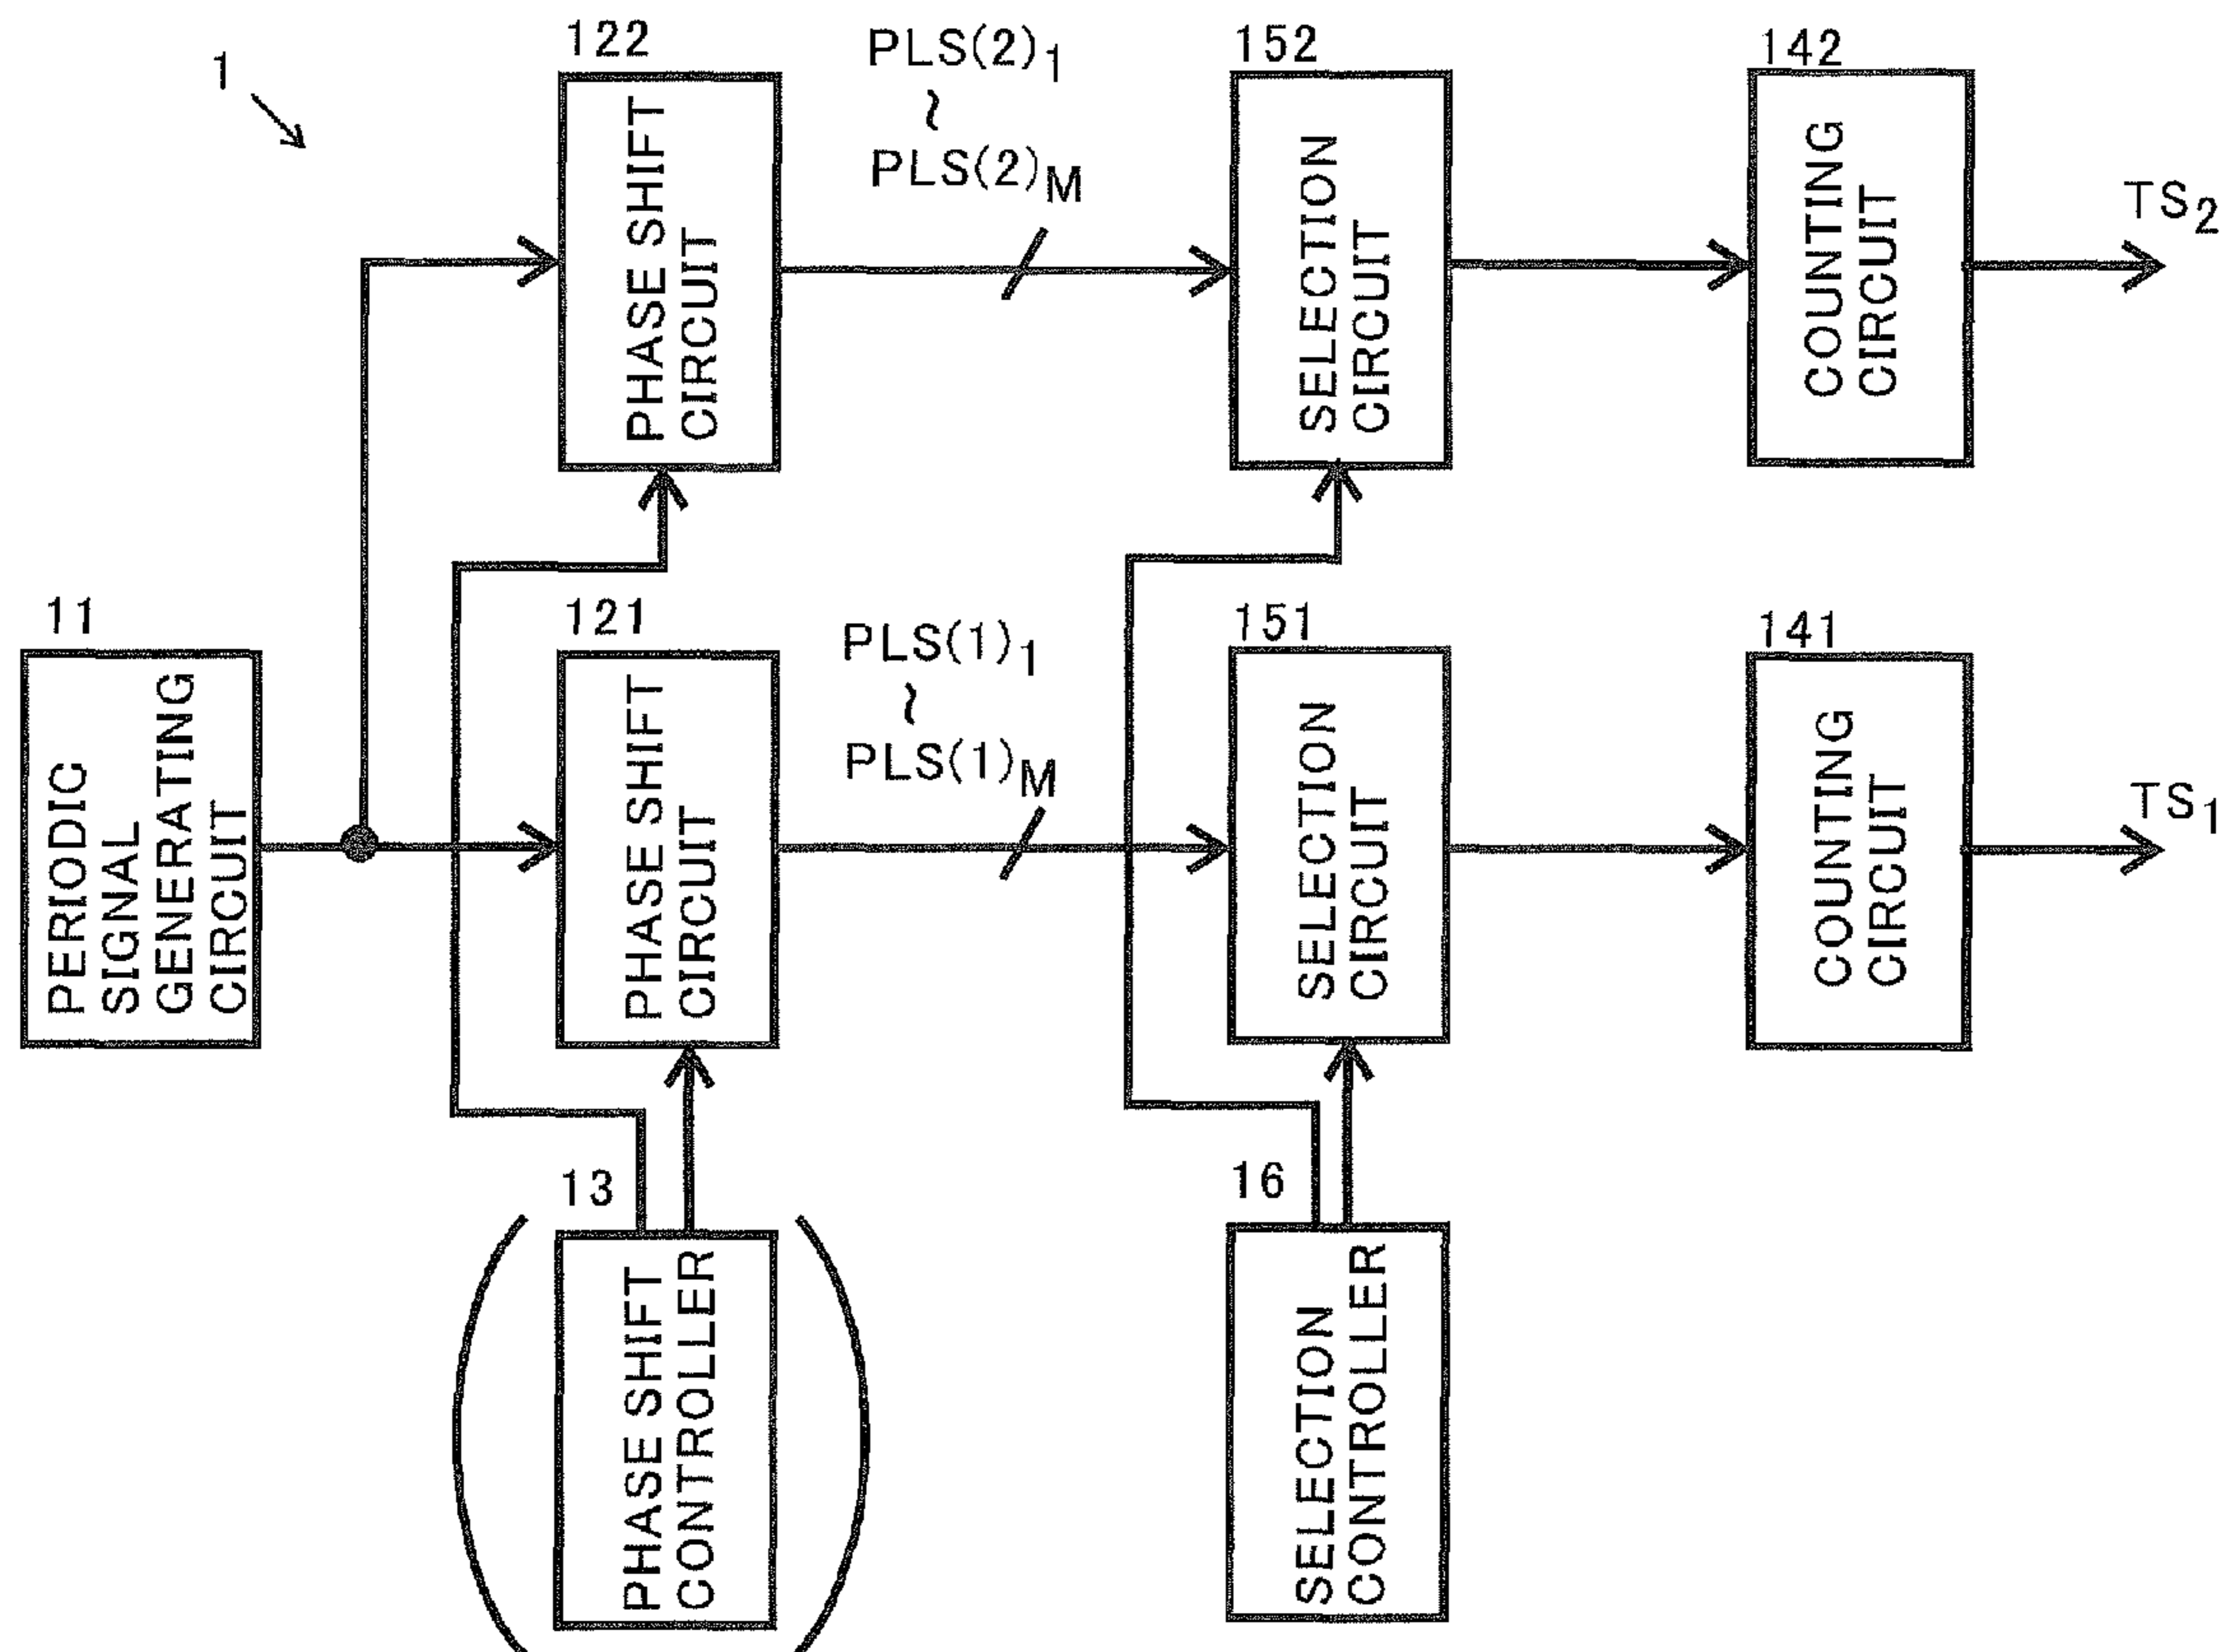 1
122
PHASE SHIFT
CIRCUIT
PLS(2)1
~
PLS(2)M
152
SELECTION
CIRCUIT
142
COUNTING
CIRCUIT
TS2
11
PERIODIC
SIGNAL
GENERATING
CIRCUIT
121
PHASE SHIFT
CIRCUIT
PLS(1)1
~
PLS(1)M
151
SELECTION
CIRCUIT
141
COUNTING
CIRCUIT
TS1
13
PHASE SHIFT
CONTROLLER
16
SELECTION
CONTROLLER